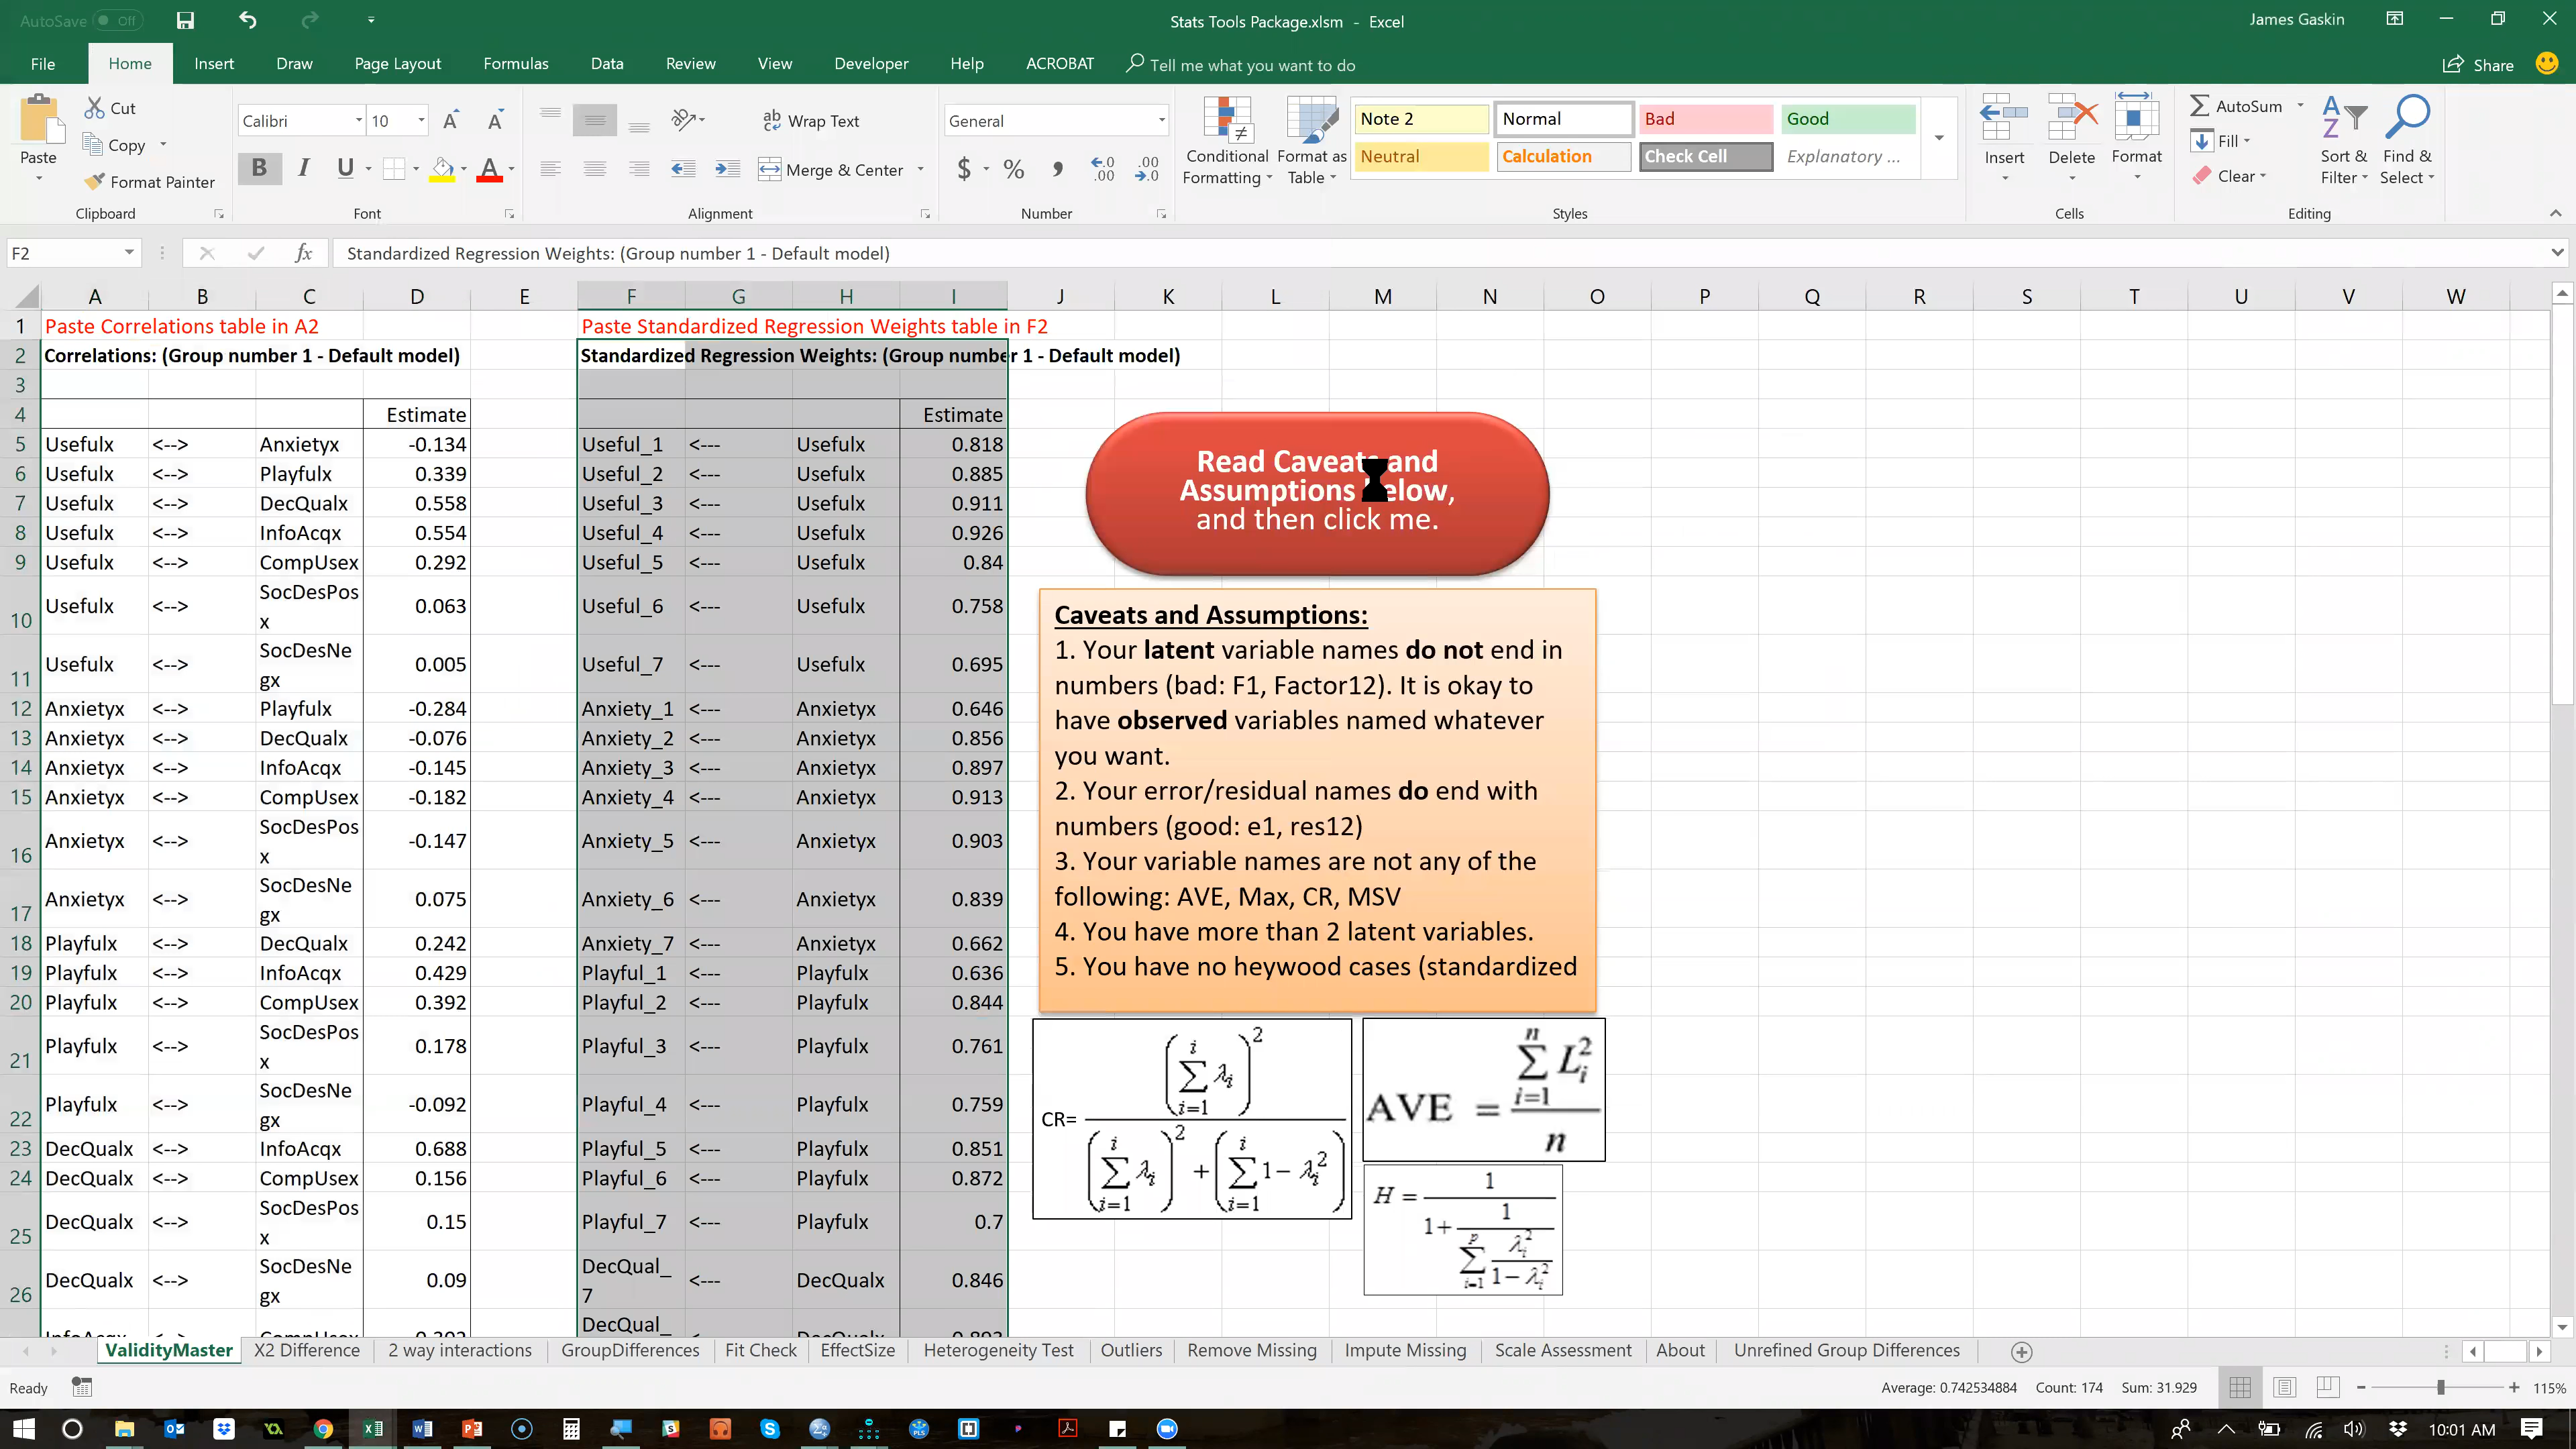 AutoSave Off
Stats Tools Package.xlsm - Excel
James Gaskin
File Home Insert Draw Page Layout Formulas Data Review View Developer Help ACROBAT Tell me what you want to do
Share
Paste
Cut
Copy
Format Painter
Clipboard
Calibri 10
B I U
Font
Wrap Text
Merge & Center
Alignment
General
$ %
Number
Conditional Formatting
Format as Table
Note 2 Normal Bad Good
Neutral Calculation Check Cell Explanatory ...
Styles
Insert Delete Format
Cells
AutoSum
Fill
Clear
Sort & Filter
Find & Select
Editing
F2 fx Standardized Regression Weights: (Group number 1 - Default model)
A B C D E F G H I J K L M N O P Q R S T U V W
1 Paste Correlations table in A2 Paste Standardized Regression Weights table in F2
2 Correlations: (Group number 1 - Default model) Standardized Regression Weights: (Group number 1 - Default model)
3
4 Estimate Estimate
5 Usefulx <--> Anxietyx -0.134 Useful_1 <--- Usefulx 0.818
6 Usefulx <--> Playfulx 0.339 Useful_2 <--- Usefulx 0.885
7 Usefulx <--> DecQualx 0.558 Useful_3 <--- Usefulx 0.911
8 Usefulx <--> InfoAcqx 0.554 Useful_4 <--- Usefulx 0.926
9 Usefulx <--> CompUsex 0.292 Useful_5 <--- Usefulx 0.84
10 Usefulx <--> SocDesPosx 0.063 Useful_6 <--- Usefulx 0.758
11 Usefulx <--> SocDesNegx 0.005 Useful_7 <--- Usefulx 0.695
12 Anxietyx <--> Playfulx -0.284 Anxiety_1 <--- Anxietyx 0.646
13 Anxietyx <--> DecQualx -0.076 Anxiety_2 <--- Anxietyx 0.856
14 Anxietyx <--> InfoAcqx -0.145 Anxiety_3 <--- Anxietyx 0.897
15 Anxietyx <--> CompUsex -0.182 Anxiety_4 <--- Anxietyx 0.913
16 Anxietyx <--> SocDesPosx -0.147 Anxiety_5 <--- Anxietyx 0.903
17 Anxietyx <--> SocDesNegx 0.075 Anxiety_6 <--- Anxietyx 0.839
18 Playfulx <--> DecQualx 0.242 Anxiety_7 <--- Anxietyx 0.662
19 Playfulx <--> InfoAcqx 0.429 Playful_1 <--- Playfulx 0.636
20 Playfulx <--> CompUsex 0.392 Playful_2 <--- Playfulx 0.844
21 Playfulx <--> SocDesPosx 0.178 Playful_3 <--- Playfulx 0.761
22 Playfulx <--> SocDesNegx -0.092 Playful_4 <--- Playfulx 0.759
23 DecQualx <--> InfoAcqx 0.688 Playful_5 <--- Playfulx 0.851
24 DecQualx <--> CompUsex 0.156 Playful_6 <--- Playfulx 0.872
25 DecQualx <--> SocDesPosx 0.15 Playful_7 <--- Playfulx 0.7
26 DecQualx <--> SocDesNegx 0.09 DecQual_7 <--- DecQualx 0.846
DecQual_
Read Caveats and
Assumptions below,
and then click me.
Caveats and Assumptions:
1. Your latent variable names do not end in
numbers (bad: F1, Factor12). It is okay to
have observed variables named whatever
you want.
2. Your error/residual names do end with
numbers (good: e1, res12)
3. Your variable names are not any of the
following: AVE, Max, CR, MSV
4. You have more than 2 latent variables.
5. You have no heywood cases (standardized
CR= (∑ i i=1 λi)² / (∑ i i=1 λi)² + (∑ i i=1 1-λi²)
AVE = ∑ n i=1 Li² / n
H = 1 / 1+ 1 / ∑ p i=1 λi² / 1-λi²
ValidityMaster X2 Difference 2 way interactions GroupDifferences Fit Check EffectSize Heterogeneity Test Outliers Remove Missing Impute Missing Scale Assessment About Unrefined Group Differences
Ready
Average: 0.742534884 Count: 174 Sum: 31.929
115%
10:01 AM